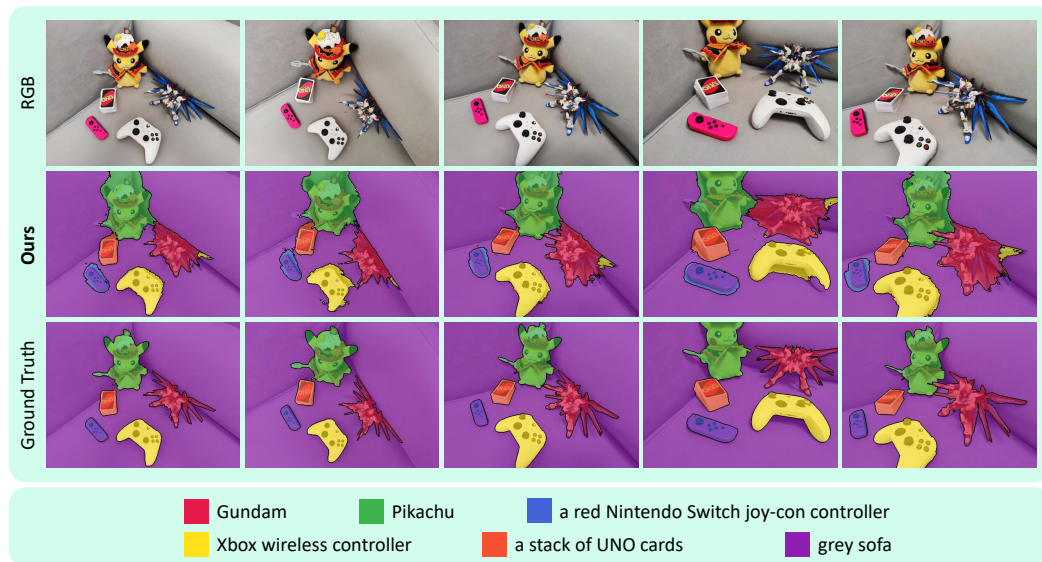 RGB
Ours
Ground Truth
Gundam
Pikachu
a red Nintendo Switch joy-con controller
Xbox wireless controller
a stack of UNO cards
grey sofa